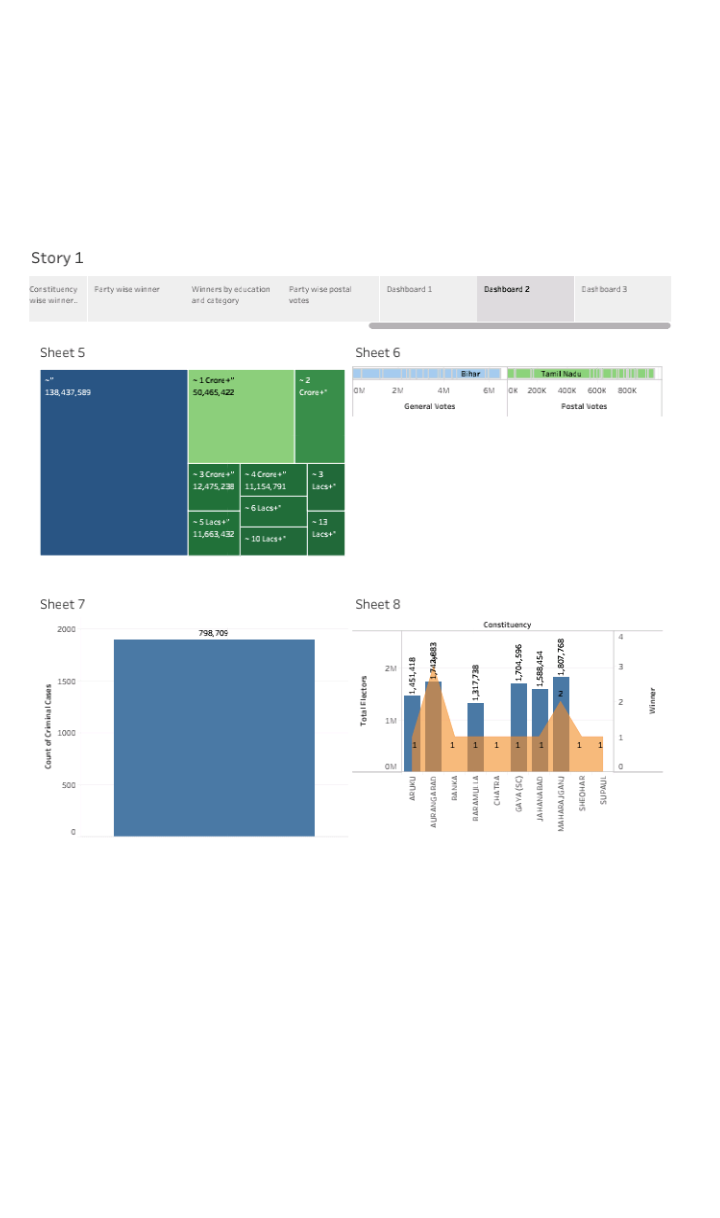 Story 1
Constituency
wise winner..
Party wise winner
Winners by education
and category
Party wise postal
votes
Dashboard 1
Dashboard 2
Dashboard 3
Sheet 5
~"
138,437,589
~ 1 Crore+"
50,465,422
~ 2
Crore+"
~ 3 Crore+"
12,475,238
~ 4 Crore+"
11,154,791
~ 3
Lacs+"
~ 5 Lacs+"
11,663,432
~ 6 Lacs+"
~ 10 Lacs+"
~ 13
Lacs+"
Sheet 6
Bihar
Tamil Nadu
0M 2M 4M 6M
0K 200K 400K 600K 800K
General Votes
Postal Votes
Sheet 7
Count of Criminal Cases
2000
1500
1000
500
0
798,709
Sheet 8
Constituency
Total Electors
2M
1M
0M
1,451,418
1,317,738
1,704,596
1,588,454
1,807,768
1 1 1 1 1 1 2 1 1
4
3
2
1
0
Winner
ARUKU
AURANGABAD
BANKA
BARAMULLA
CHATRA
GAYA (SC)
JAHANABAD
MAHARAJGANJ
SHEOHAR
SUPAUL